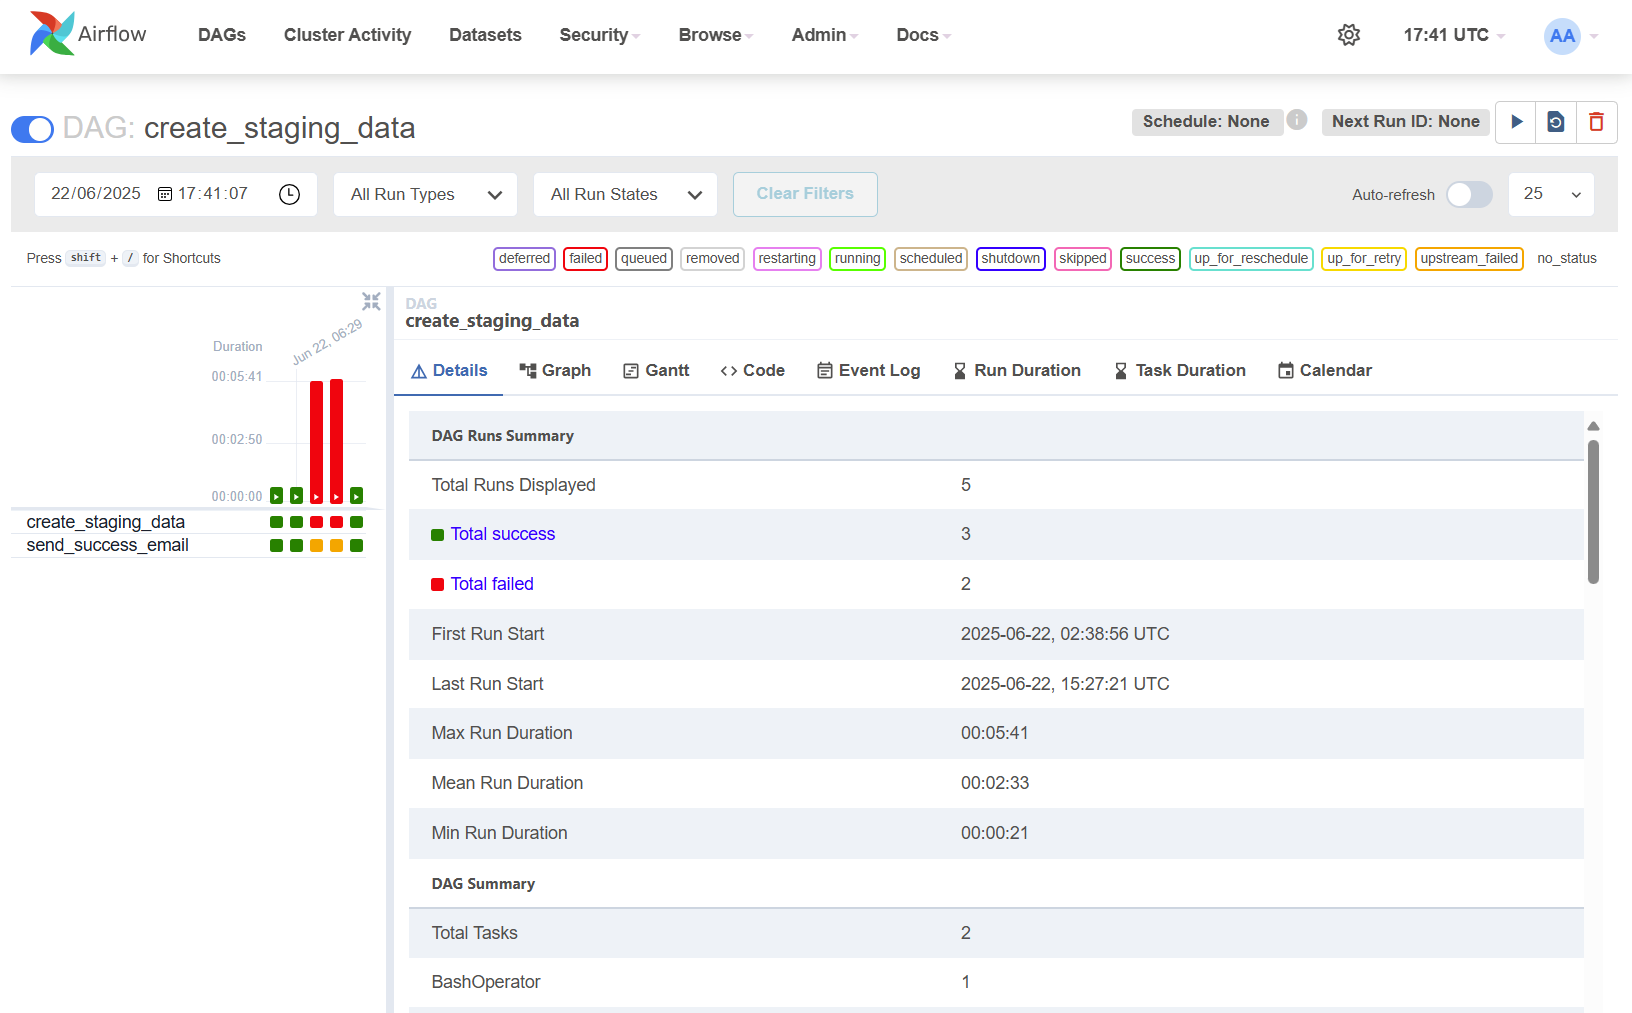 Airflow
DAGs Cluster Activity Datasets Security Browse Admin Docs
17:41 UTC
AA
DAG: create_staging_data
Schedule: None
Next Run ID: None
22/06/2025 17:41:07
All Run Types
All Run States
Clear Filters
Auto-refresh
25
Press shift + / for Shortcuts
deferred failed queued removed restarting running scheduled shutdown skipped success up_for_reschedule up_for_retry upstream_failed no_status
Duration
Jun 22, 06:29
00:05:41
00:02:50
00:00:00
create_staging_data
send_success_email
DAG
create_staging_data
Details Graph Gantt Code Event Log Run Duration Task Duration Calendar
DAG Runs Summary
Total Runs Displayed 5
Total success 3
Total failed 2
First Run Start 2025-06-22, 02:38:56 UTC
Last Run Start 2025-06-22, 15:27:21 UTC
Max Run Duration 00:05:41
Mean Run Duration 00:02:33
Min Run Duration 00:00:21
DAG Summary
Total Tasks 2
BashOperator 1